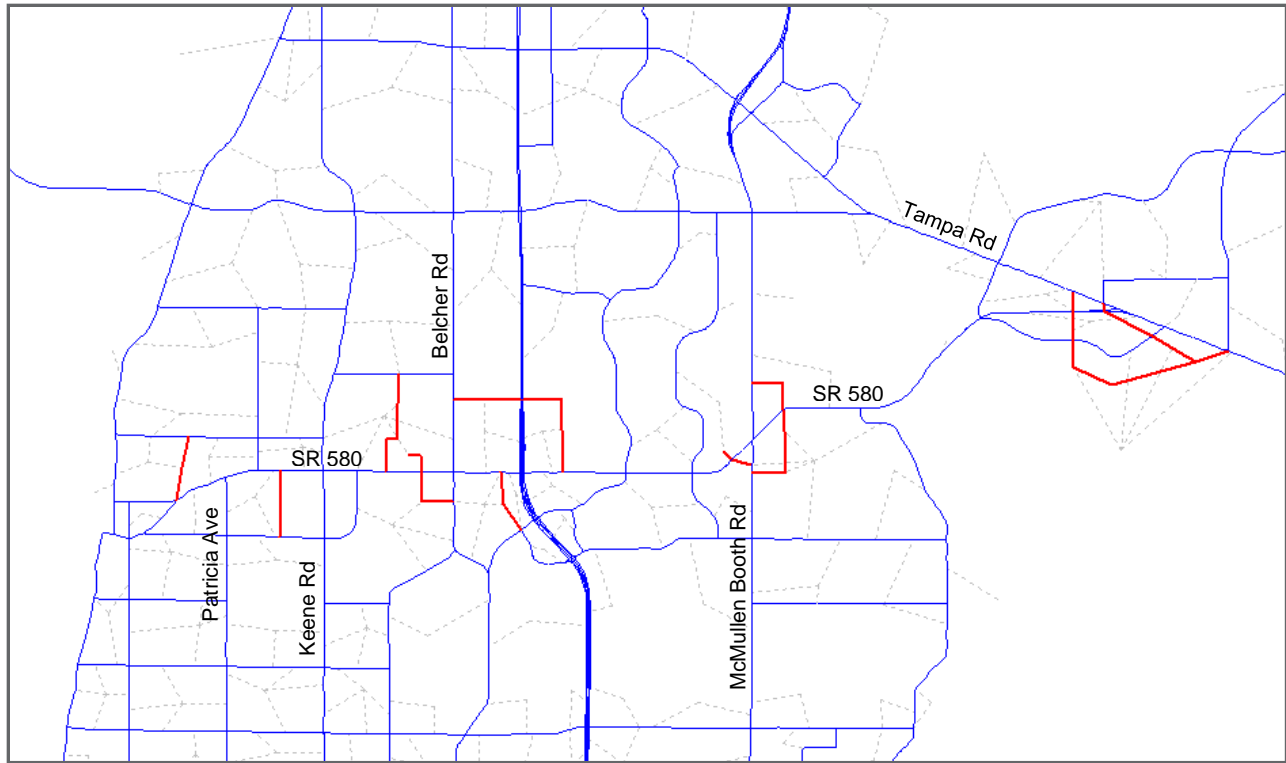 Tampa Rd
Belcher Rd
SR 580
SR 580
Patricia Ave
Keene Rd
McMullen Booth Rd